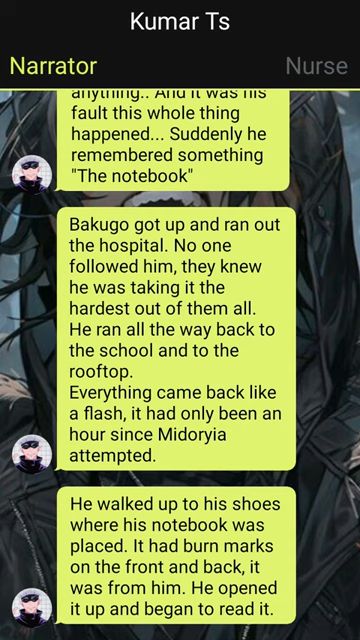 Kumar Ts
Narrator
Nurse
anything.. And it was his
fault this whole thing
happened... Suddenly he
remembered something
"The notebook"
Bakugo got up and ran out
the hospital. No one
followed him, they knew
he was taking it the
hardest out of them all.
He ran all the way back to
the school and to the
rooftop.
Everything came back like
a flash, it had only been an
hour since Midoryia
attempted.
He walked up to his shoes
where his notebook was
placed. It had burn marks
on the front and back, it
was from him. He opened
it up and began to read it.